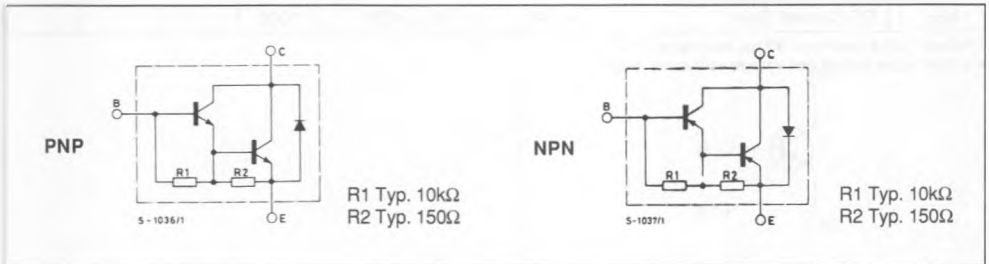 C
B
PNP
R1 R2
R1 Typ. 10kΩ
R2 Typ. 150Ω
S-1036/1
E
C
B
NPN
R1 R2
R1 Typ. 10kΩ
R2 Typ. 150Ω
S-1037/1
E